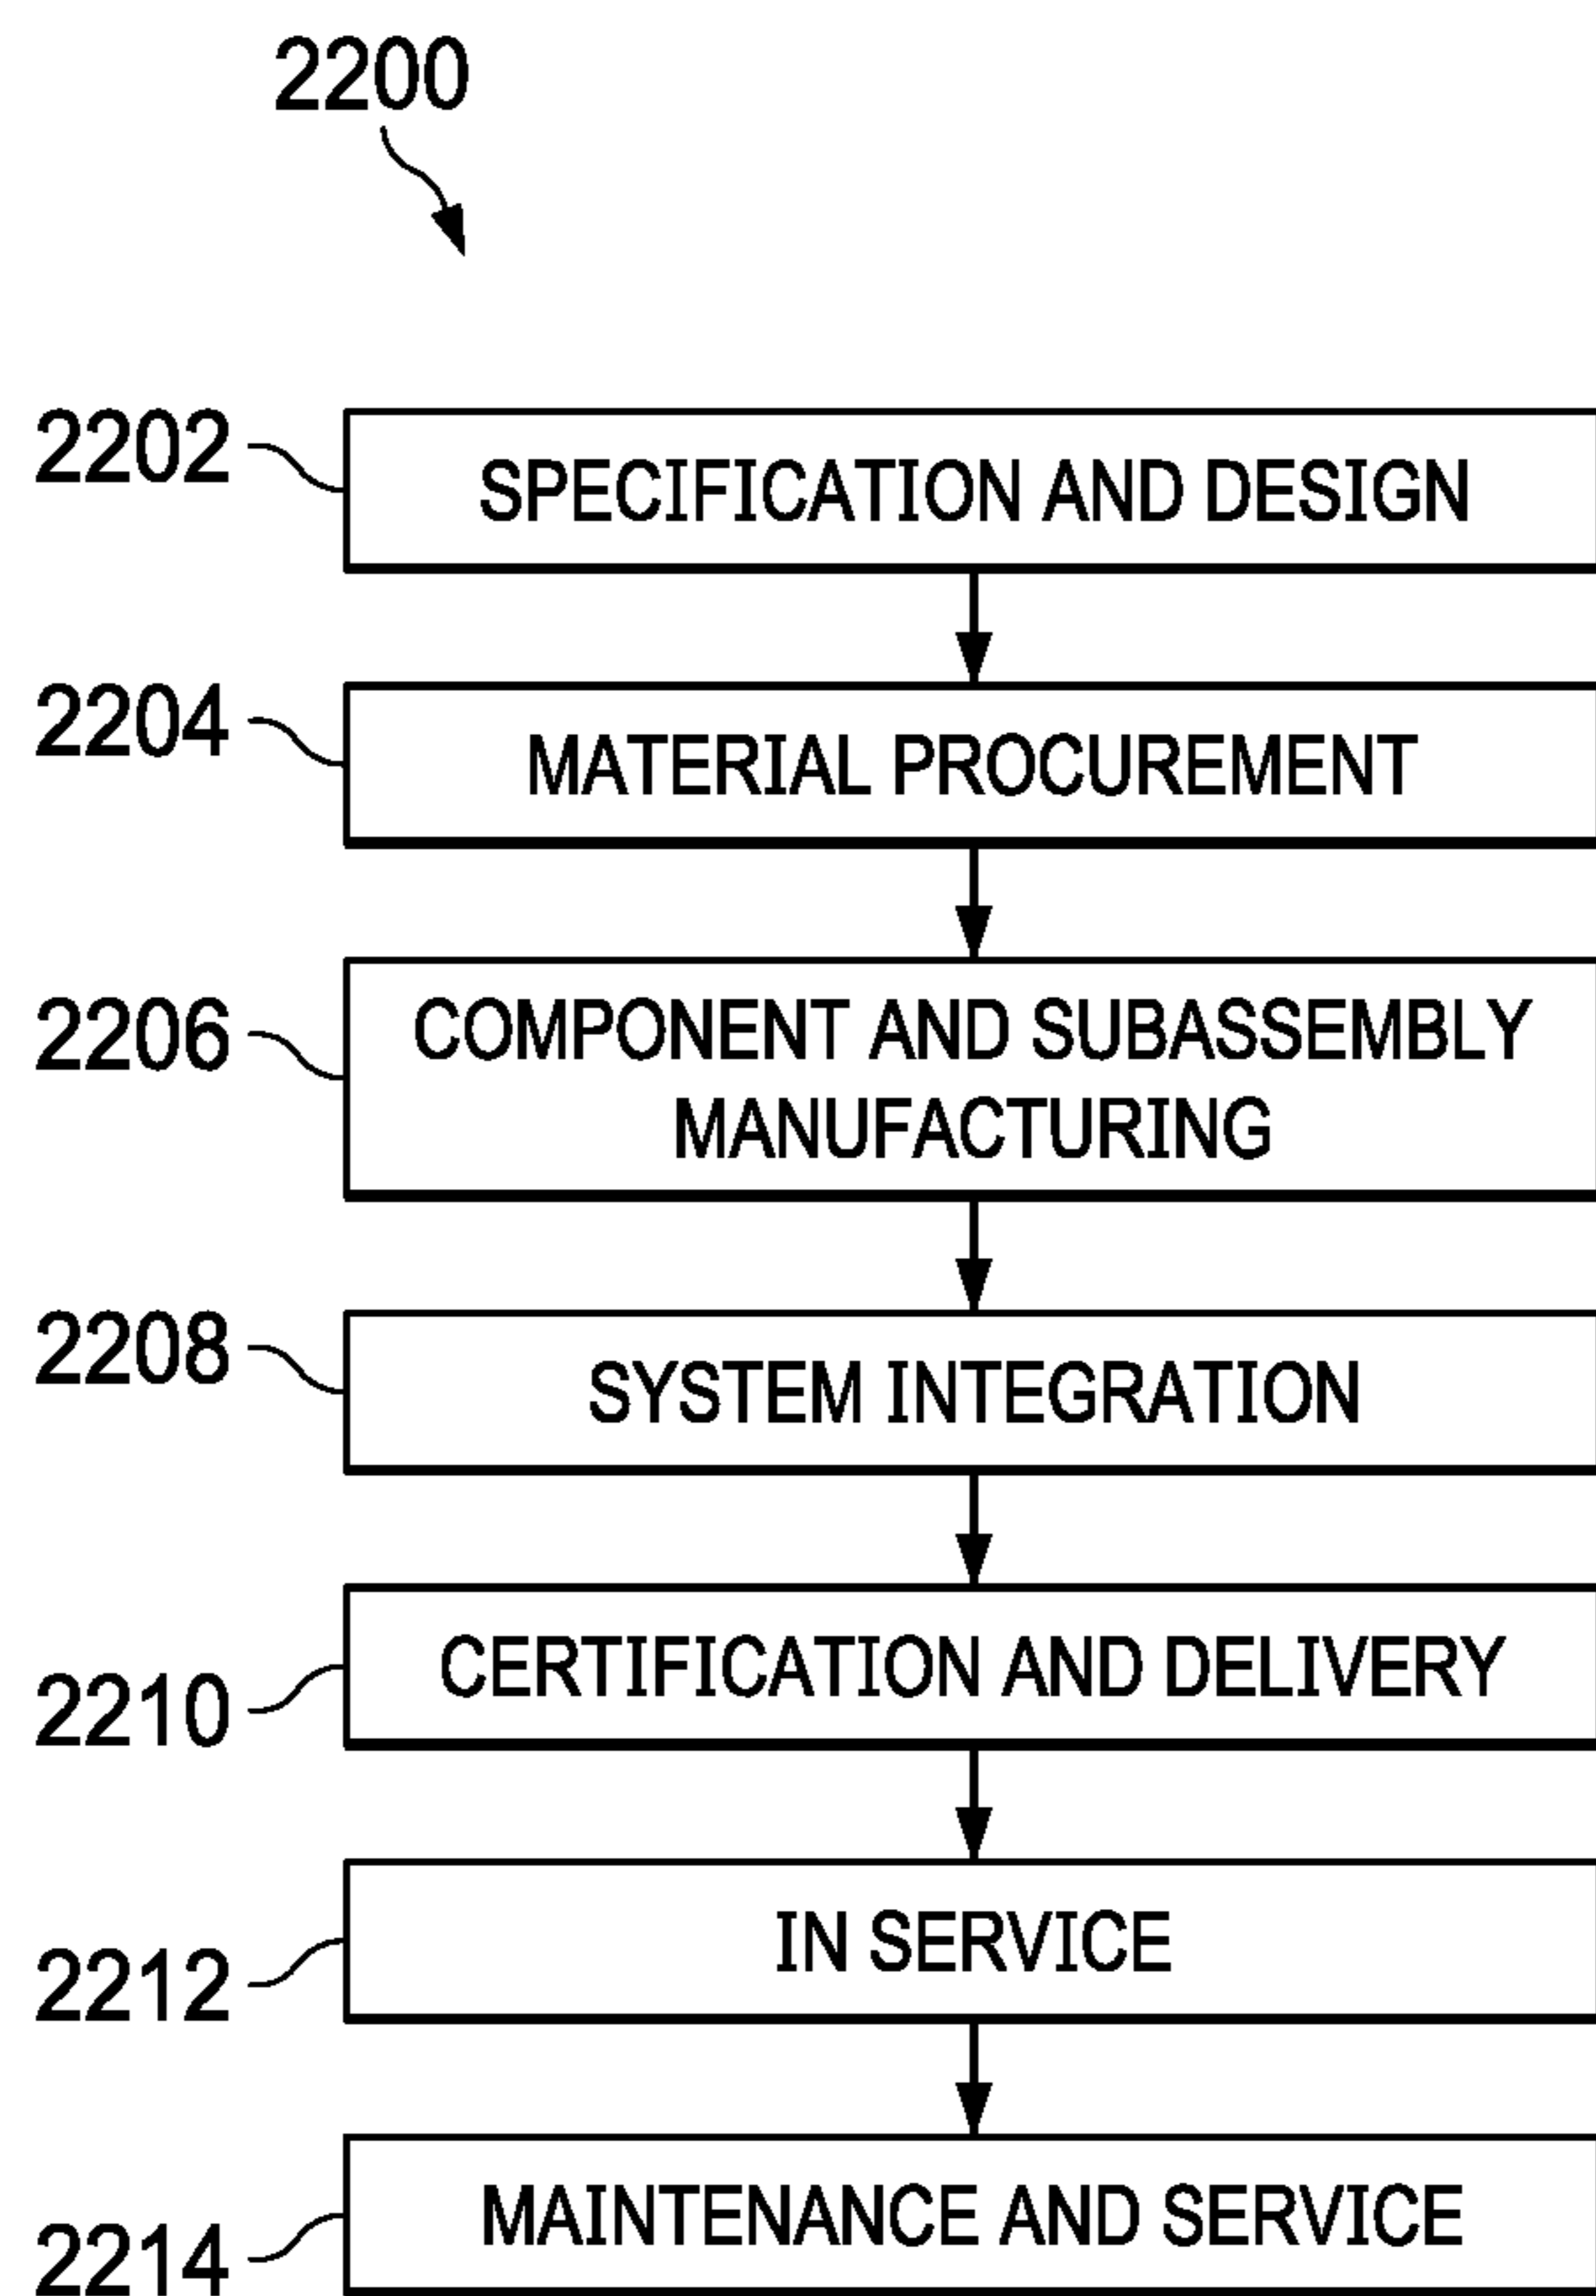 2200
2202
SPECIFICATION AND DESIGN
2204
MATERIAL PROCUREMENT
2206
COMPONENT AND SUBASSEMBLY
MANUFACTURING
2208
SYSTEM INTEGRATION
2210
CERTIFICATION AND DELIVERY
2212
IN SERVICE
2214
MAINTENANCE AND SERVICE